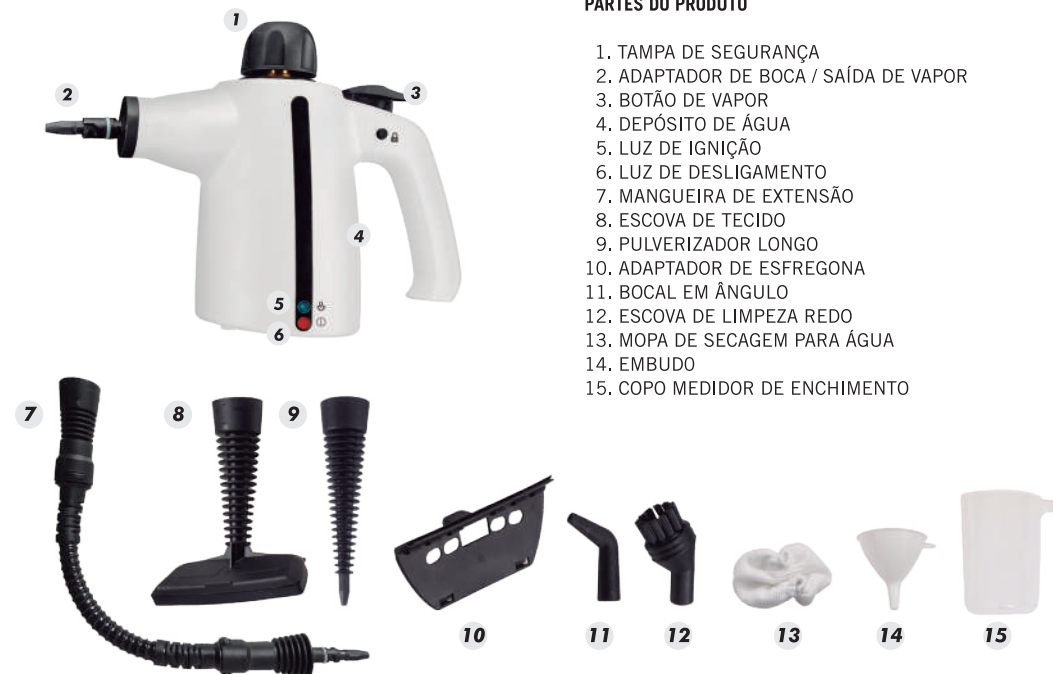 PARTES DO PRODUTO
1. TAMPA DE SEGURANÇA
2. ADAPTADOR DE BOCA / SAÍDA DE VAPOR
3. BOTÃO DE VAPOR
4. DEPÓSITO DE ÁGUA
5. LUZ DE IGNIÇÃO
6. LUZ DE DESLIGAMENTO
7. MANGUEIRA DE EXTENSÃO
8. ESCOVA DE TECIDO
9. PULVERIZADOR LONGO
10. ADAPTADOR DE ESFREGONA
11. BOCAL EM ÂNGULO
12. ESCOVA DE LIMPEZA REDO
13. MOPA DE SECAGEM PARA ÁGUA
14. EMBUDO
15. COPO MEDIDOR DE ENCHIMENTO
1
2
3
4
5
6
7
8
9
10
11
12
13
14
15